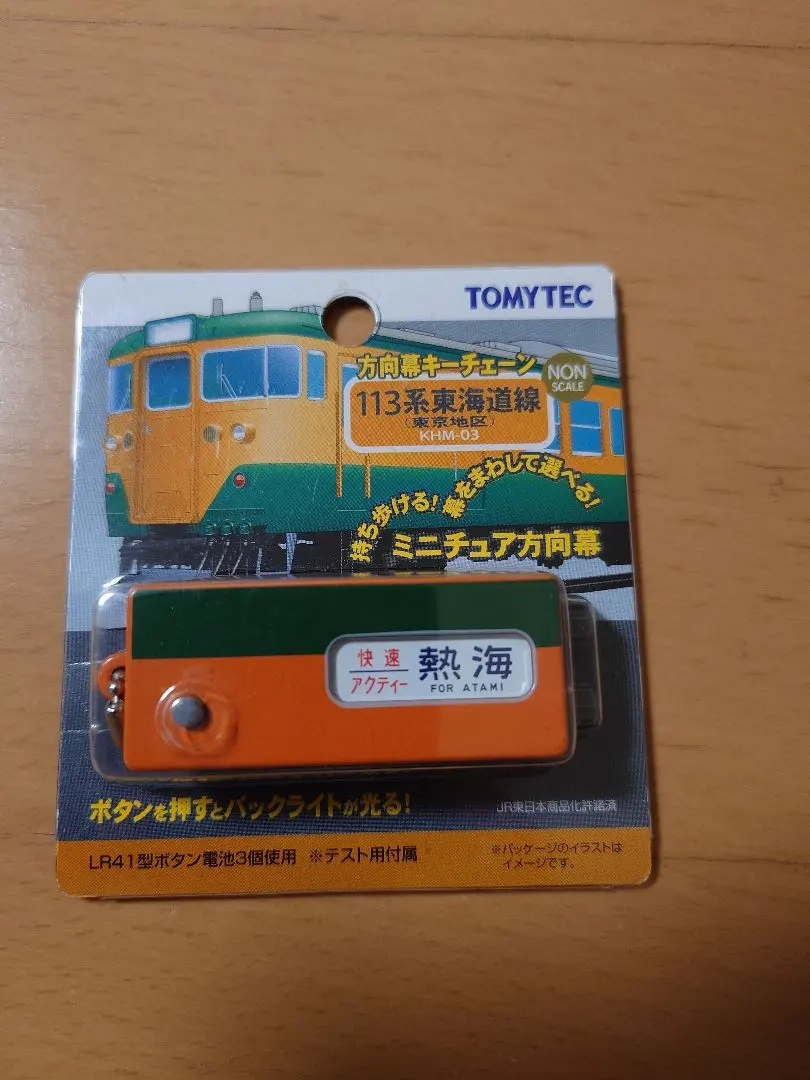 TOMYTEC
方向幕キーチェーン
NON
SCALE
113系東海道線
(東京地区)
KHM-03
持ち歩ける! 幕をまわして選べる!
ミニチュア方向幕
快速
アクティー
熱海
FOR ATAMI
ボタンを押すとバックライトが光る!
JR東日本商品化許諾済
LR41型ボタン電池3個使用 ※テスト用付属
※パッケージのイラストは
イメージです。